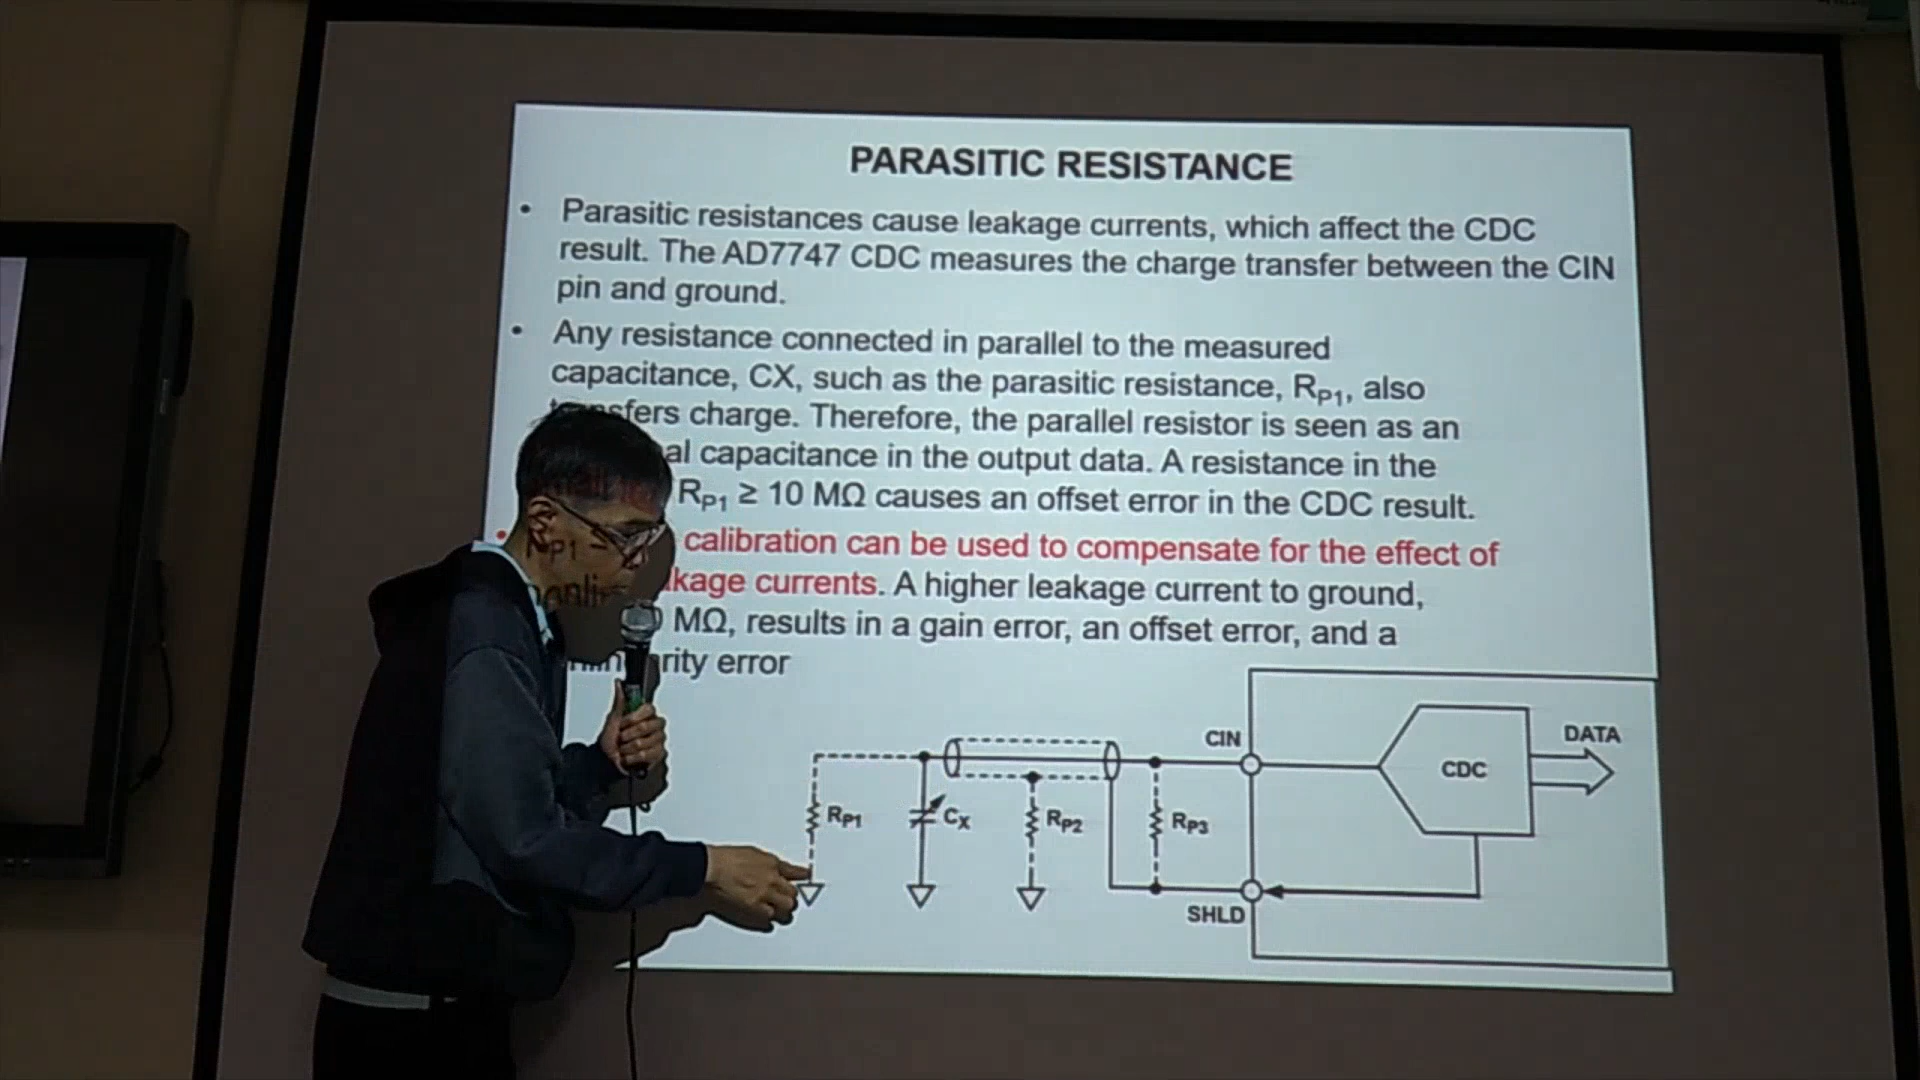 PARASITIC RESISTANCE
• Parasitic resistances cause leakage currents, which affect the CDC
result. The AD7747 CDC measures the charge transfer between the CIN
pin and ground.
• Any resistance connected in parallel to the measured
capacitance, CX, such as the parasitic resistance, RP1, also
transfers charge. Therefore, the parallel resistor is seen as an
capacitance in the output data. A resistance in the
RP1 ≥ 10 MΩ causes an offset error in the CDC result.
• calibration can be used to compensate for the effect of
currents. A higher leakage current to ground,
MΩ, results in a gain error, an offset error, and a
error
CIN
DATA
CDC
RP1
CX
RP2
RP3
SHLD